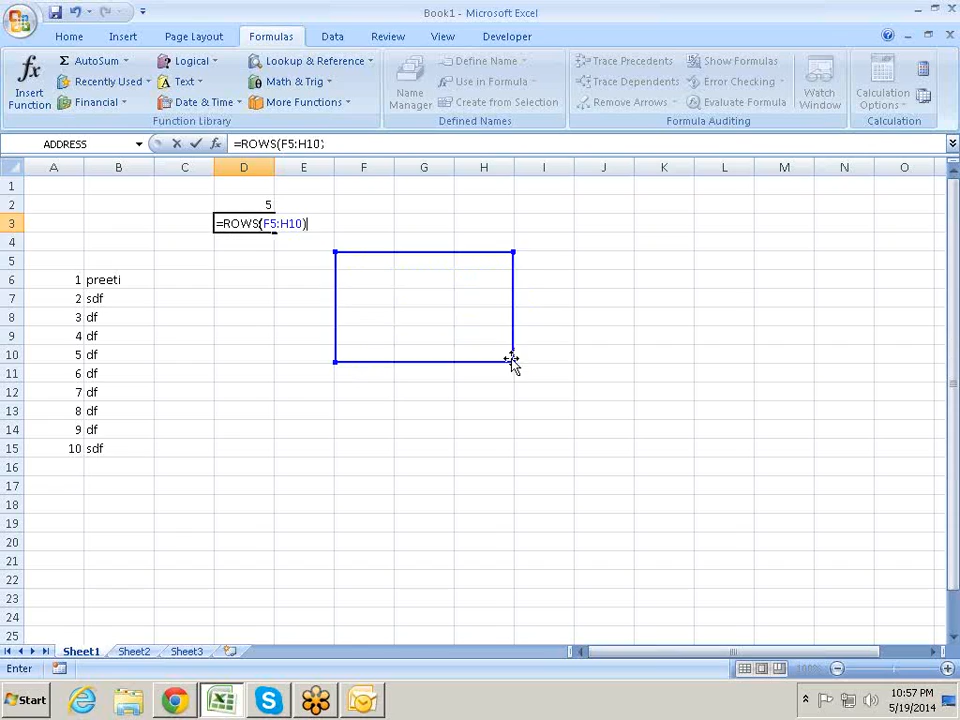 Book1 - Microsoft Excel
Home Insert Page Layout Formulas Data Review View Developer
fx Insert Function
Σ AutoSum
Recently Used
Financial
Logical
Text
Date & Time
Lookup & Reference
Math & Trig
More Functions
Function Library
Name Manager
Define Name
Use in Formula
Create from Selection
Defined Names
Trace Precedents
Trace Dependents
Remove Arrows
Show Formulas
Error Checking
Evaluate Formula
Formula Auditing
Watch Window
Calculation Options
Calculation
ADDRESS fx =ROWS(F5:H10)
A B C D E F G H I J K L M N O
1
2 5
3 =ROWS(F5:H10)
4
5
6 1 preeti
7 2 sdf
8 3 df
9 4 df
10 5 df
11 6 df
12 7 df
13 8 df
14 9 df
15 10 sdf
16
17
18
19
20
21
22
23
24
25
Sheet1 Sheet2 Sheet3
Enter 100%
Start 10:57 PM
5/19/2014